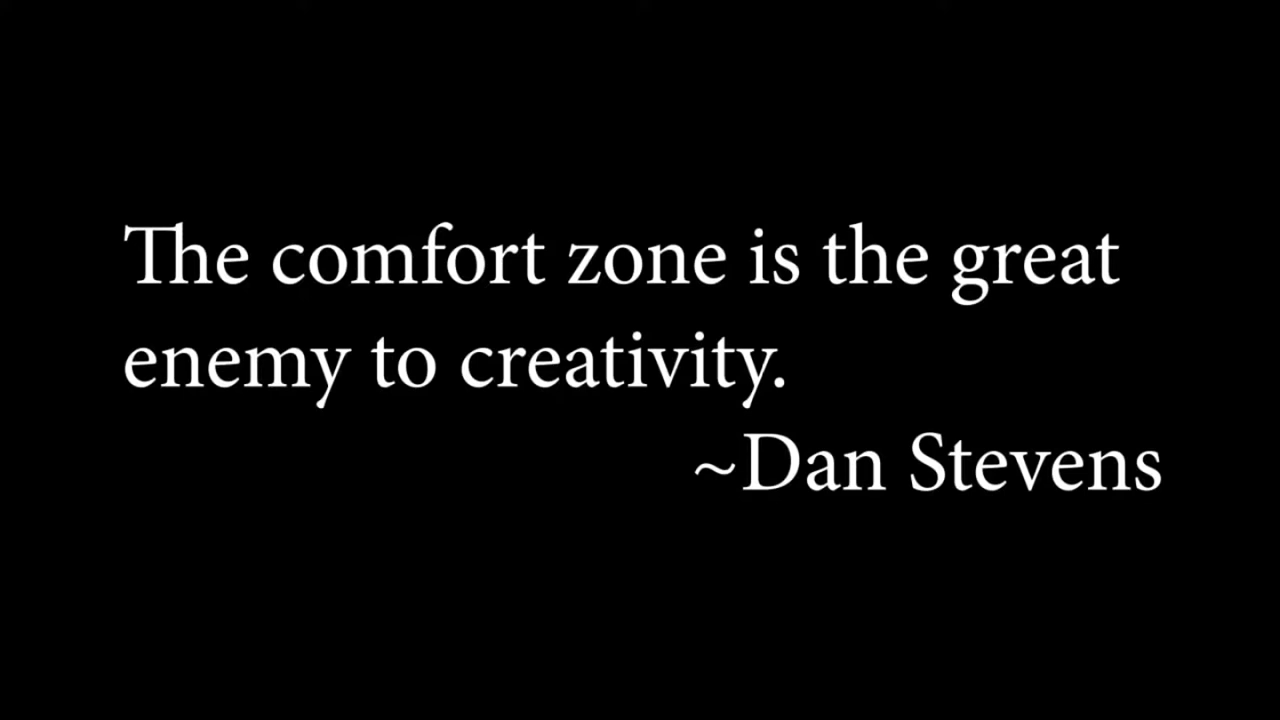 The comfort zone is the great
enemy to creativity.
~Dan Stevens